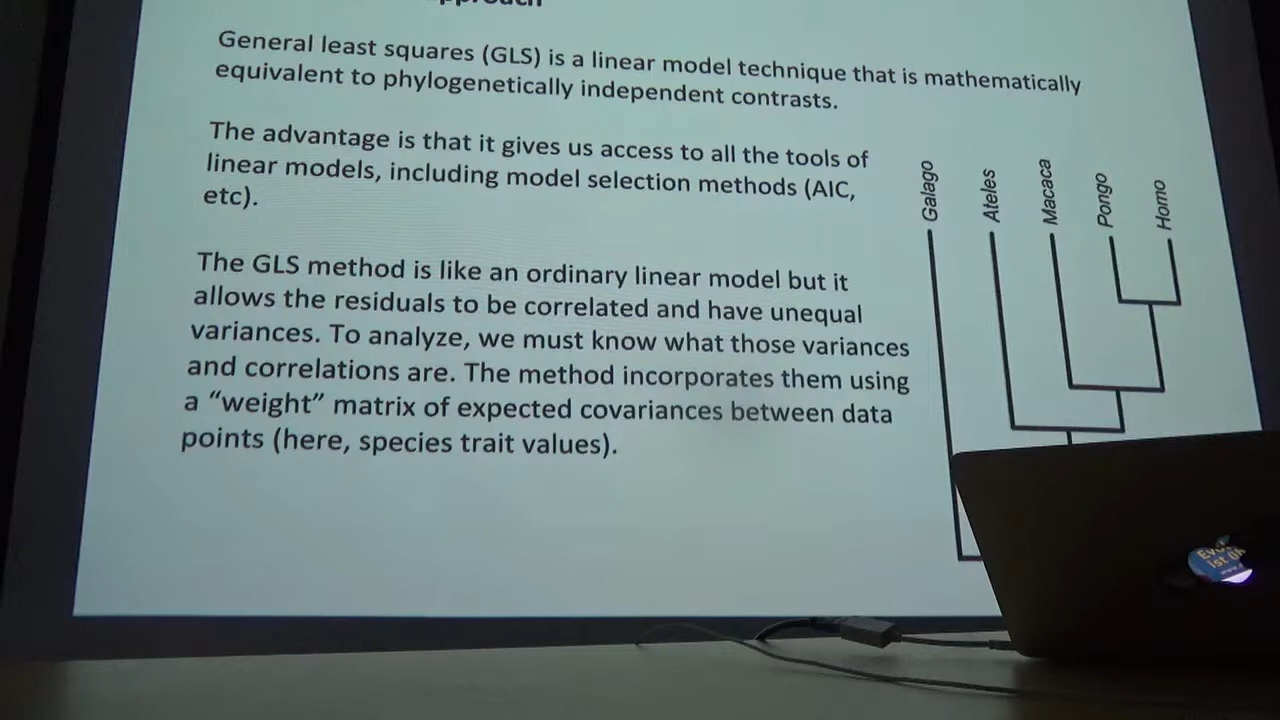 General least squares (GLS) is a linear model technique that is mathematically
equivalent to phylogenetically independent contrasts.
The advantage is that it gives us access to all the tools of
linear models, including model selection methods (AIC,
etc).
The GLS method is like an ordinary linear model but it
allows the residuals to be correlated and have unequal
variances. To analyze, we must know what those variances
and correlations are. The method incorporates them using
a “weight” matrix of expected covariances between data
points (here, species trait values).
Galago
Ateles
Macaca
Pongo
Homo
ist